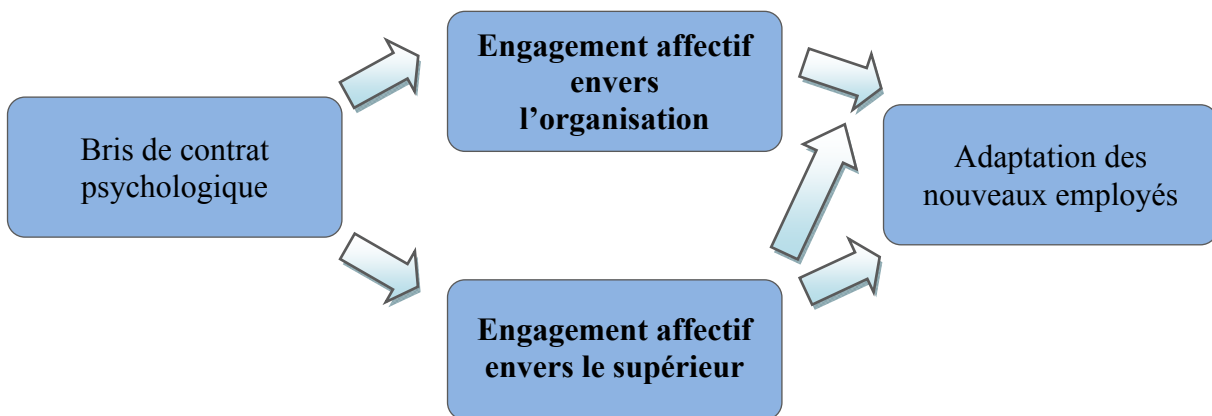 Bris de contrat
psychologique
Engagement affectif
envers
l’organisation
Engagement affectif
envers le supérieur
Adaptation des
nouveaux employés